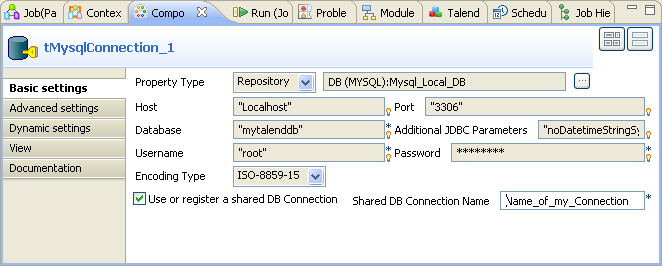 Job(Pa Contex Compo Run (Jo Proble Module Talend Schedu Job Hie
tMysqlConnection_1
Basic settings
Advanced settings
Dynamic settings
View
Documentation
Property Type Repository DB (MYSQL):Mysql_Local_DB ...
Host "Localhost" * Port "3306" *
Database "mytalenddb" * Additional JDBC Parameters "noDatetimeStringSy
Username "root" * Password ******** *
Encoding Type ISO-8859-15
Use or register a shared DB Connection Shared DB Connection Name Name_of_my_Connection *